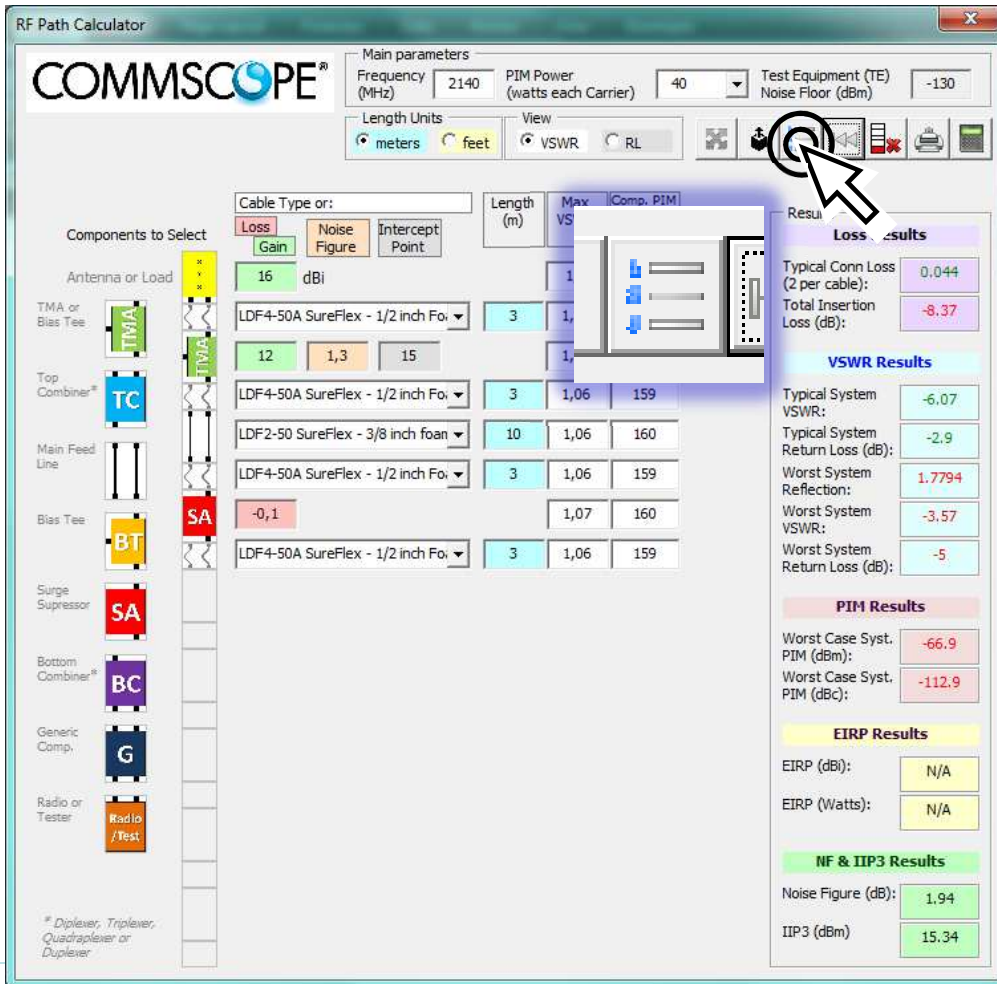 RF Path Calculator
COMMSCOPE®
Main parameters
Frequency (MHz) 2140 PIM Power (watts each Carrier) 40 Test Equipment (TE) Noise Floor (dBm) -130
Length Units
meters feet
View
VSWR RL
Components to Select
Cable Type or:
Loss Gain Noise Figure Intercept Point
Length (m)
Max
Comp. PIM
Antenna or Load
16 dBi
TMA or Bias Tee
TMA
LDF4-50A SureFlex - 1/2 inch Fo 3
TMA
12 1,3 15
Top Combiner*
TC
LDF4-50A SureFlex - 1/2 inch Fo 3 1,06 159
LDF2-50 SureFlex - 3/8 inch foan 10 1,06 160
Main Feed Line
LDF4-50A SureFlex - 1/2 inch Fo 3 1,06 159
Bias Tee
BT
SA
-0,1 1,07 160
LDF4-50A SureFlex - 1/2 inch Fo 3 1,06 159
Surge Supressor
SA
Bottom Combiner*
BC
Generic Comp.
G
Radio or Tester
Radio /Test
* Diplexer, Triplexer,
Quadraplexer or
Duplexer
Typical Conn Loss (2 per cable): 0.044
Total Insertion Loss (dB): -8.37
VSWR Results
Typical System VSWR: -6.07
Typical System Return Loss (dB): -2.9
Worst System Reflection: 1.7794
Worst System VSWR: -3.57
Worst System Return Loss (dB): -5
PIM Results
Worst Case Syst. PIM (dBm): -66.9
Worst Case Syst. PIM (dBc): -112.9
EIRP Results
EIRP (dBi): N/A
EIRP (Watts): N/A
NF & IIP3 Results
Noise Figure (dB): 1.94
IIP3 (dBm) 15.34